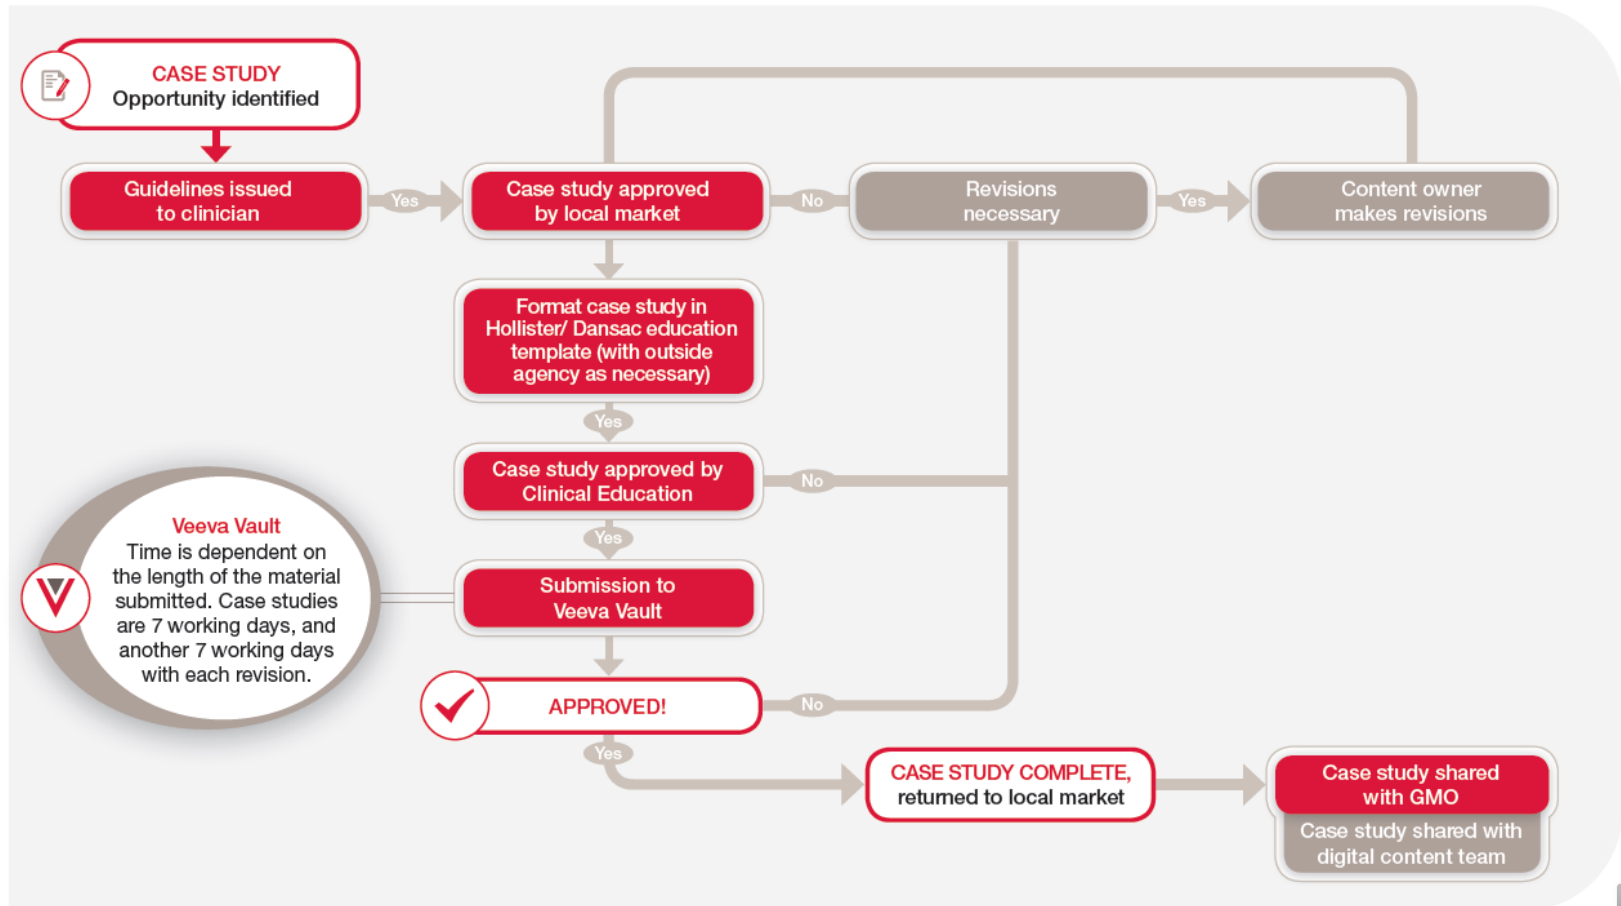 CASE STUDY
Opportunity identified
Guidelines issued
to clinician
Yes
Case study approved
by local market
No
Revisions
necessary
Yes
Content owner
makes revisions
Format case study in
Hollister/ Dansac education
template (with outside
agency as necessary)
Yes
Case study approved by
Clinical Education
No
Yes
Veeva Vault
Time is dependent on
the length of the material
submitted. Case studies
are 7 working days, and
another 7 working days
with each revision.
Submission to
Veeva Vault
APPROVED!
No
Yes
CASE STUDY COMPLETE,
returned to local market
Case study shared
with GMO
Case study shared with
digital content team